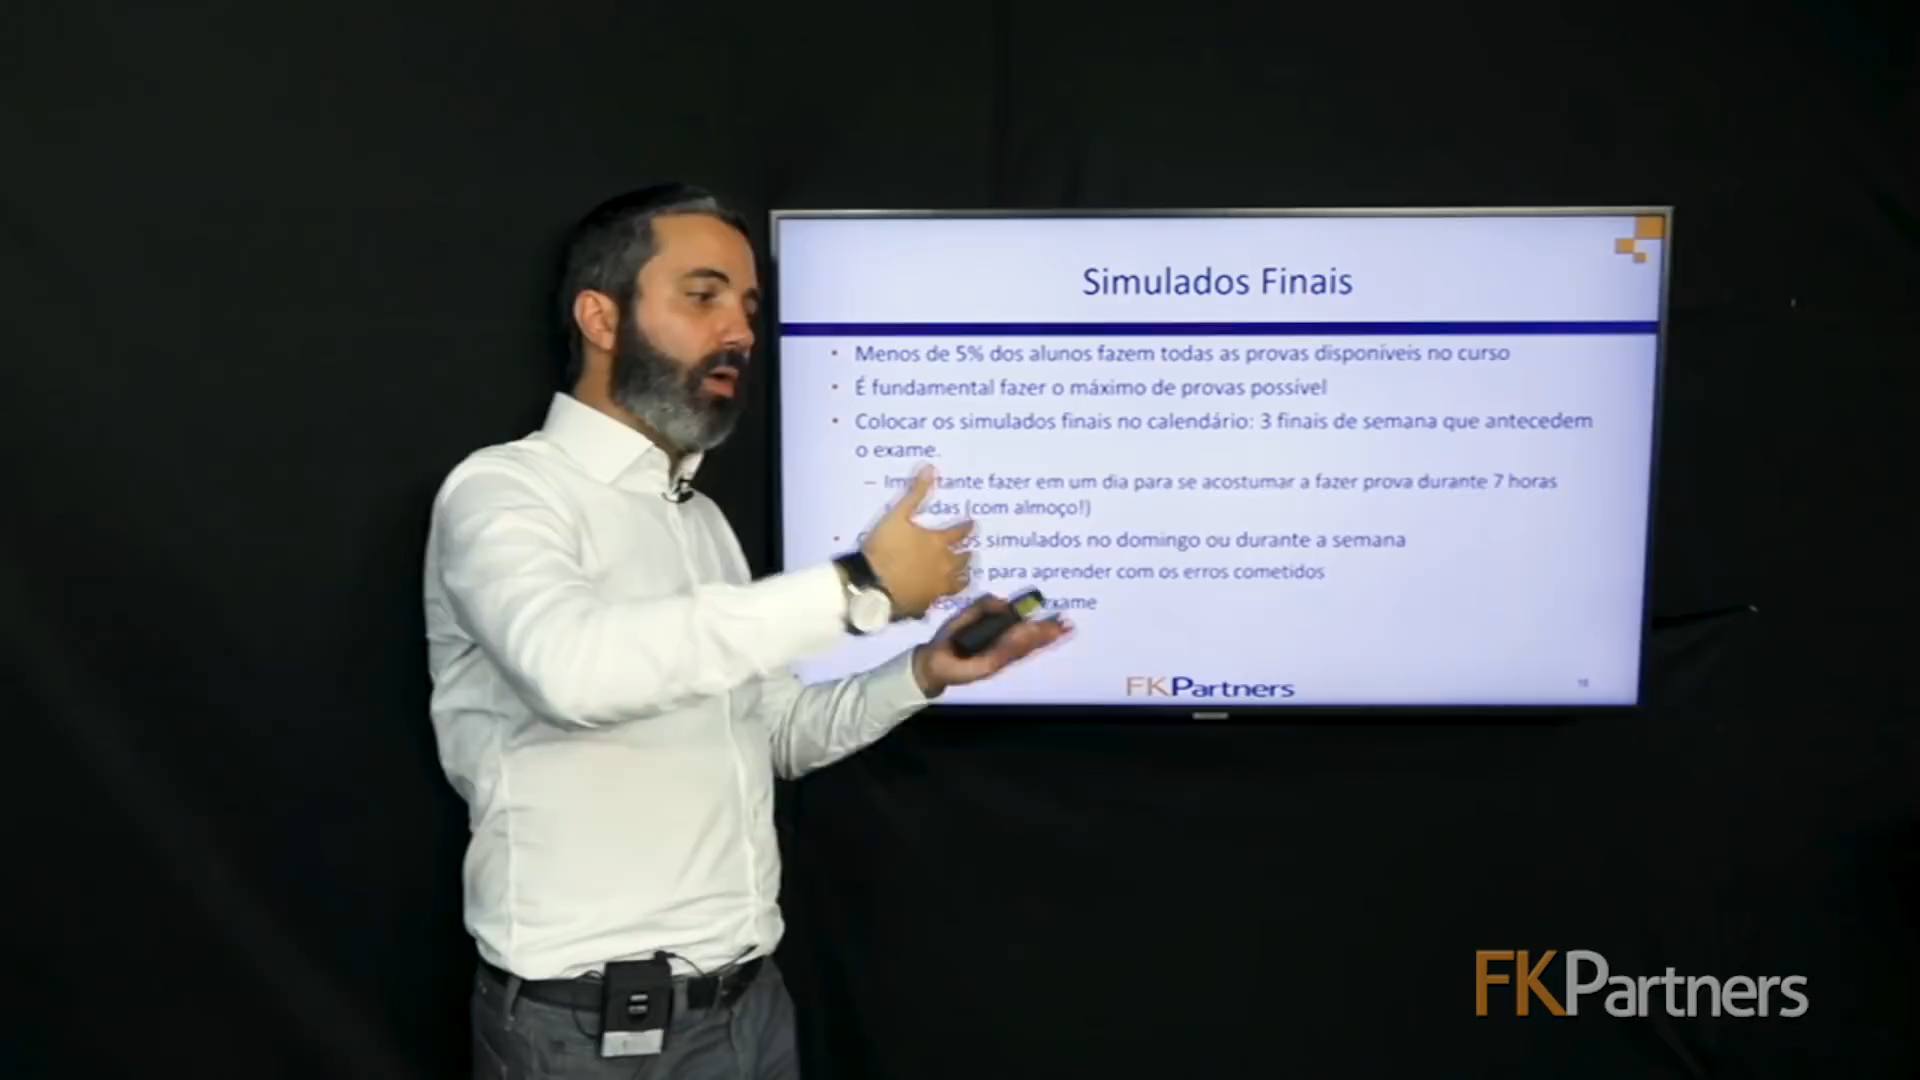 Simulados Finais
Menos de 5% dos alunos fazem todas as provas disponíveis no curso
É fundamental fazer o máximo de provas possível
Colocar os simulados finais no calendário: 3 finais de semana que antecedem
o exame.
– fazer em um dia para se acostumar a fazer prova durante 7 horas
(com almoço!)
simulados no domingo ou durante a semana
para aprender com os erros cometidos
FKPartners
FKPartners